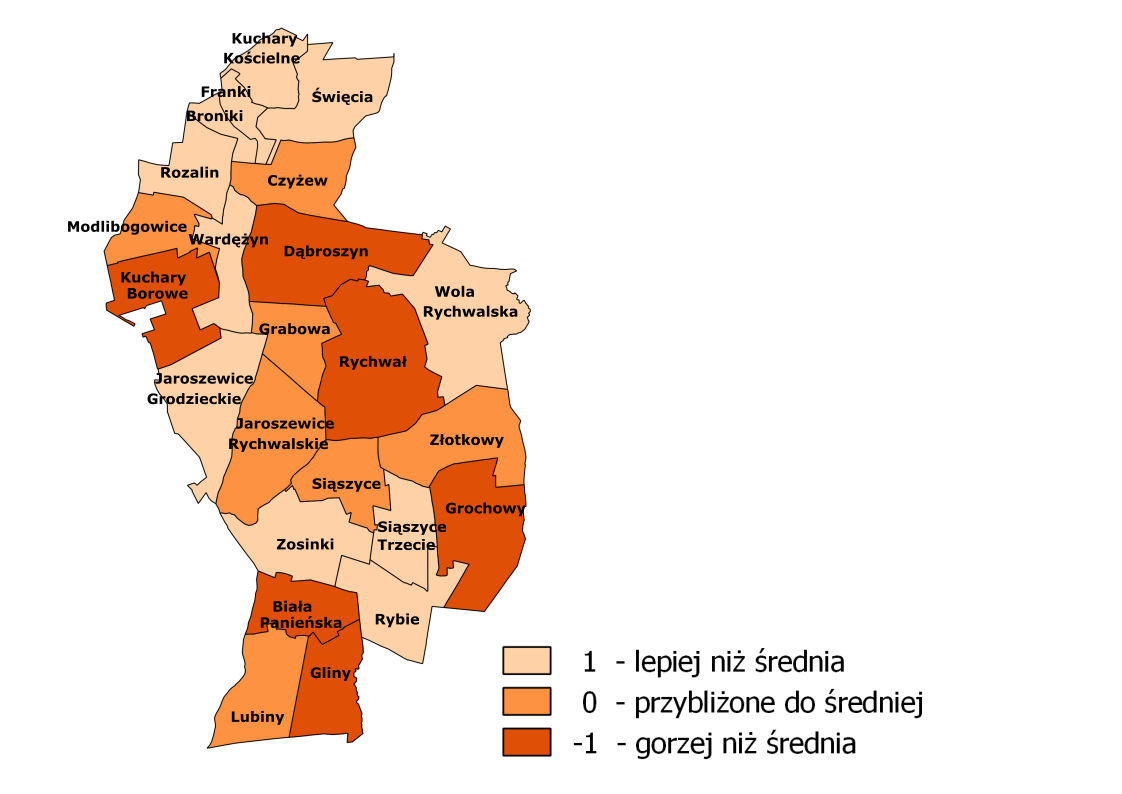 Kuchary
Kościelne
Franki
Święcia
Broniki
Rozalin
Czyżew
Modlibogowice
Wardężyn
Dąbroszyn
Kuchary
Borowe
Wola
Rychwalska
Grabowa
Rychwał
Jaroszewice
Grodzieckie
Jaroszewice
Rychwalskie
Złotkowy
Siąszyce
Grochowy
Siąszyce
Trzecie
Zosinki
Biała
Panieńska
Rybie
Gliny
Lubiny
1 - lepiej niż średnia
0 - przybliżone do średniej
-1 - gorzej niż średnia